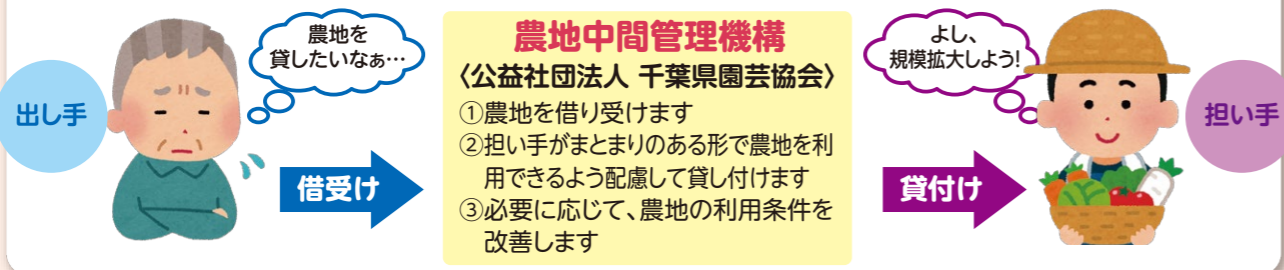 出し手
農地を
貸したいなぁ…
借受け
農地中間管理機構
〈公益社団法人 千葉県園芸協会〉
①農地を借り受けます
②担い手がまとまりのある形で農地を利
用できるよう配慮して貸し付けます
③必要に応じて、農地の利用条件を
改善します
よし、
規模拡大しよう!
貸付け
担い手